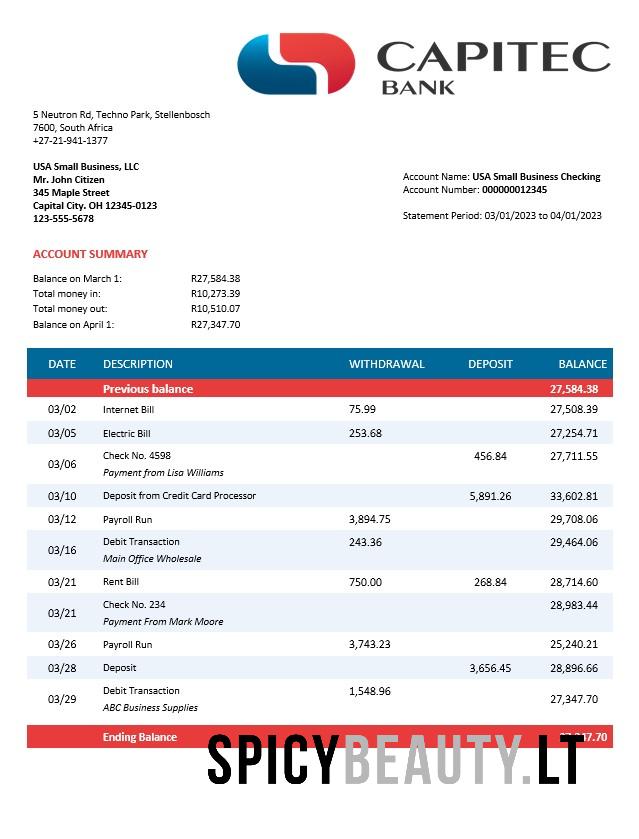 CAPITEC
BANK
5 Neutron Rd, Techno Park, Stellenbosch
7600, South Africa
+27-21-941-1377
USA Small Business, LLC
Mr. John Citizen
345 Maple Street
Capital City. OH 12345-0123
123-555-5678
Account Name: USA Small Business Checking
Account Number: 000000012345
Statement Period: 03/01/2023 to 04/01/2023
ACCOUNT SUMMARY
Balance on March 1: R27,584.38
Total money in: R10,273.39
Total money out: R10,510.07
Balance on April 1: R27,347.70
DATE DESCRIPTION WITHDRAWAL DEPOSIT BALANCE
Previous balance 27,584.38
03/02 Internet Bill 75.99 27,508.39
03/05 Electric Bill 253.68 27,254.71
03/06 Check No. 4598 456.84 27,711.55
Payment from Lisa Williams
03/10 Deposit from Credit Card Processor 5,891.26 33,602.81
03/12 Payroll Run 3,894.75 29,708.06
03/16 Debit Transaction 243.36 29,464.06
Main Office Wholesale
03/21 Rent Bill 750.00 268.84 28,714.60
03/21 Check No. 234 28,983.44
Payment From Mark Moore
03/26 Payroll Run 3,743.23 25,240.21
03/28 Deposit 3,656.45 28,896.66
03/29 Debit Transaction 1,548.96 27,347.70
ABC Business Supplies
Ending Balance
SPICYBEAUTY.LT